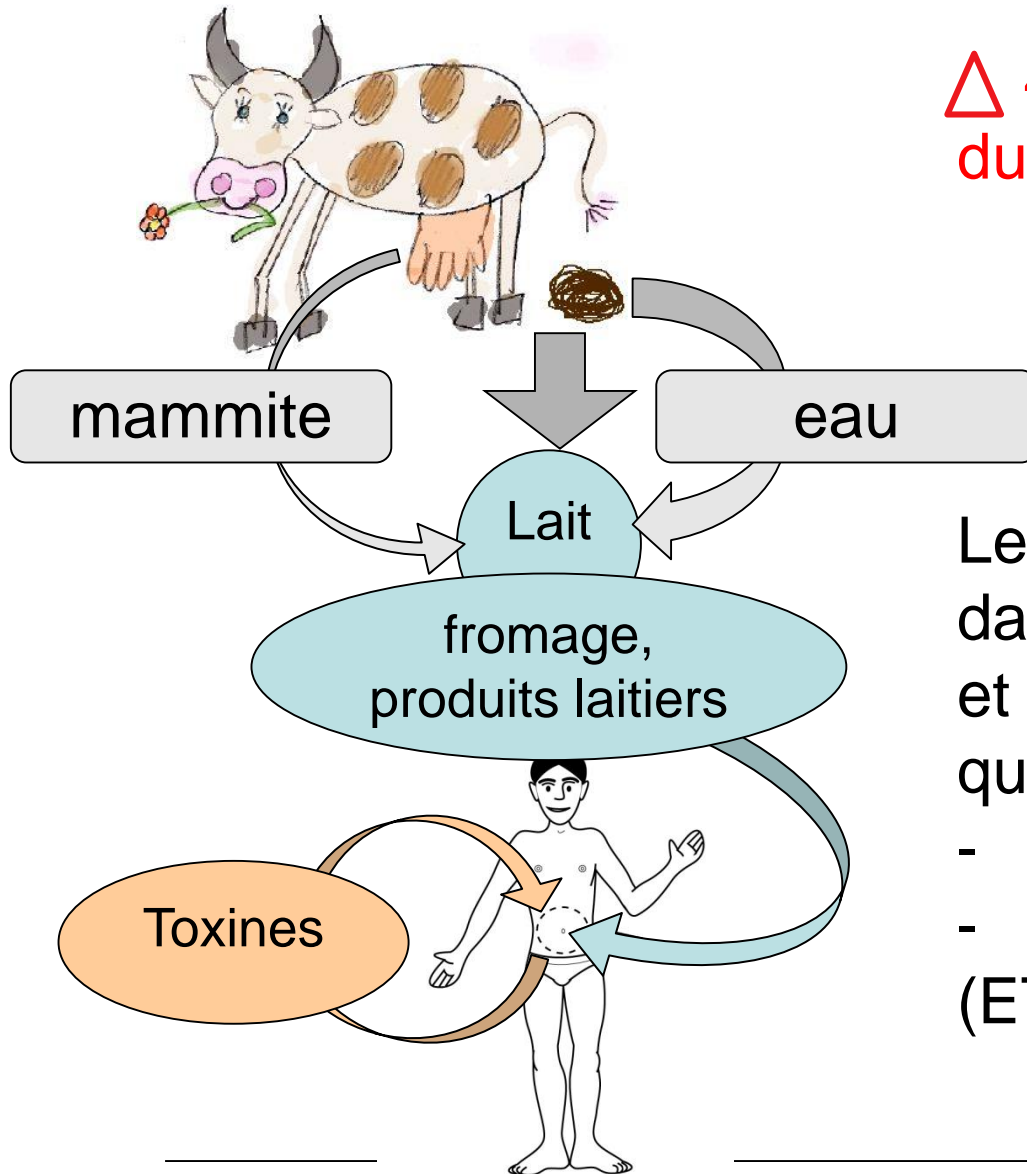 Δ
du
mammite
eau
Lait
fromage,
produits laitiers
Toxines
Le
da
et
qu
-
-
(E